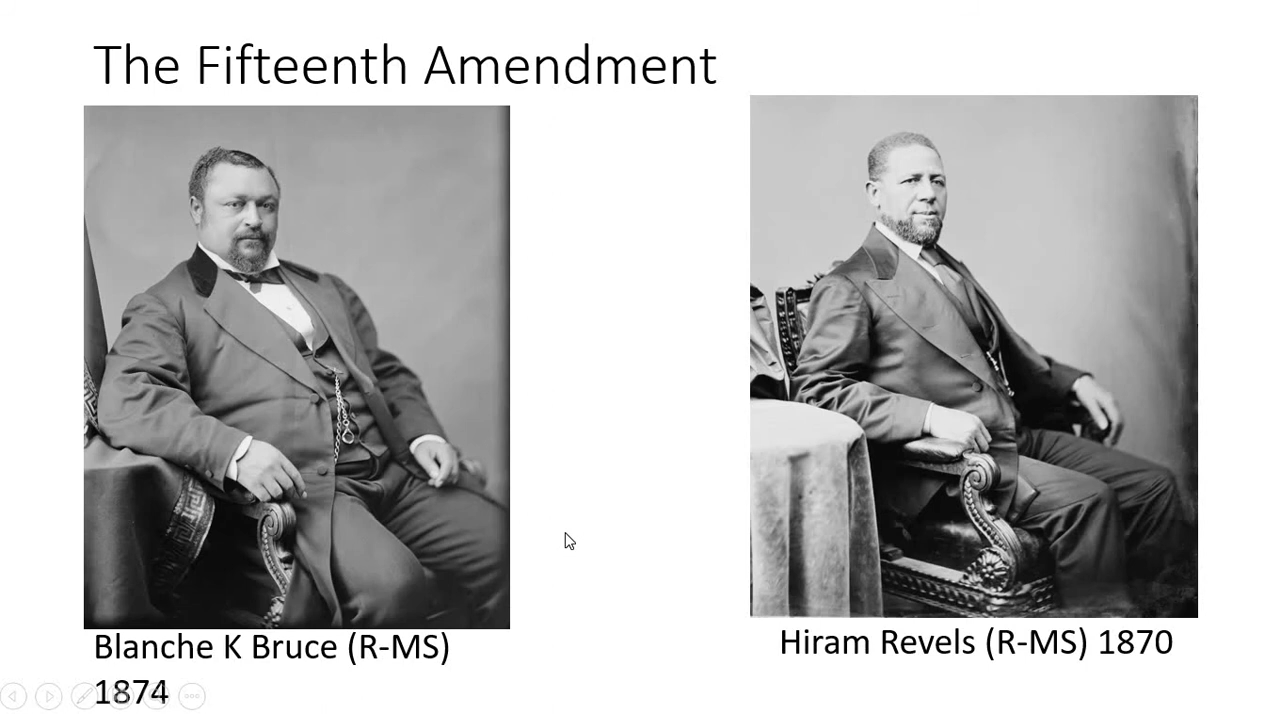 The Fifteenth Amendment
Blanche K Bruce (R-MS)
1874
Hiram Revels (R-MS) 1870